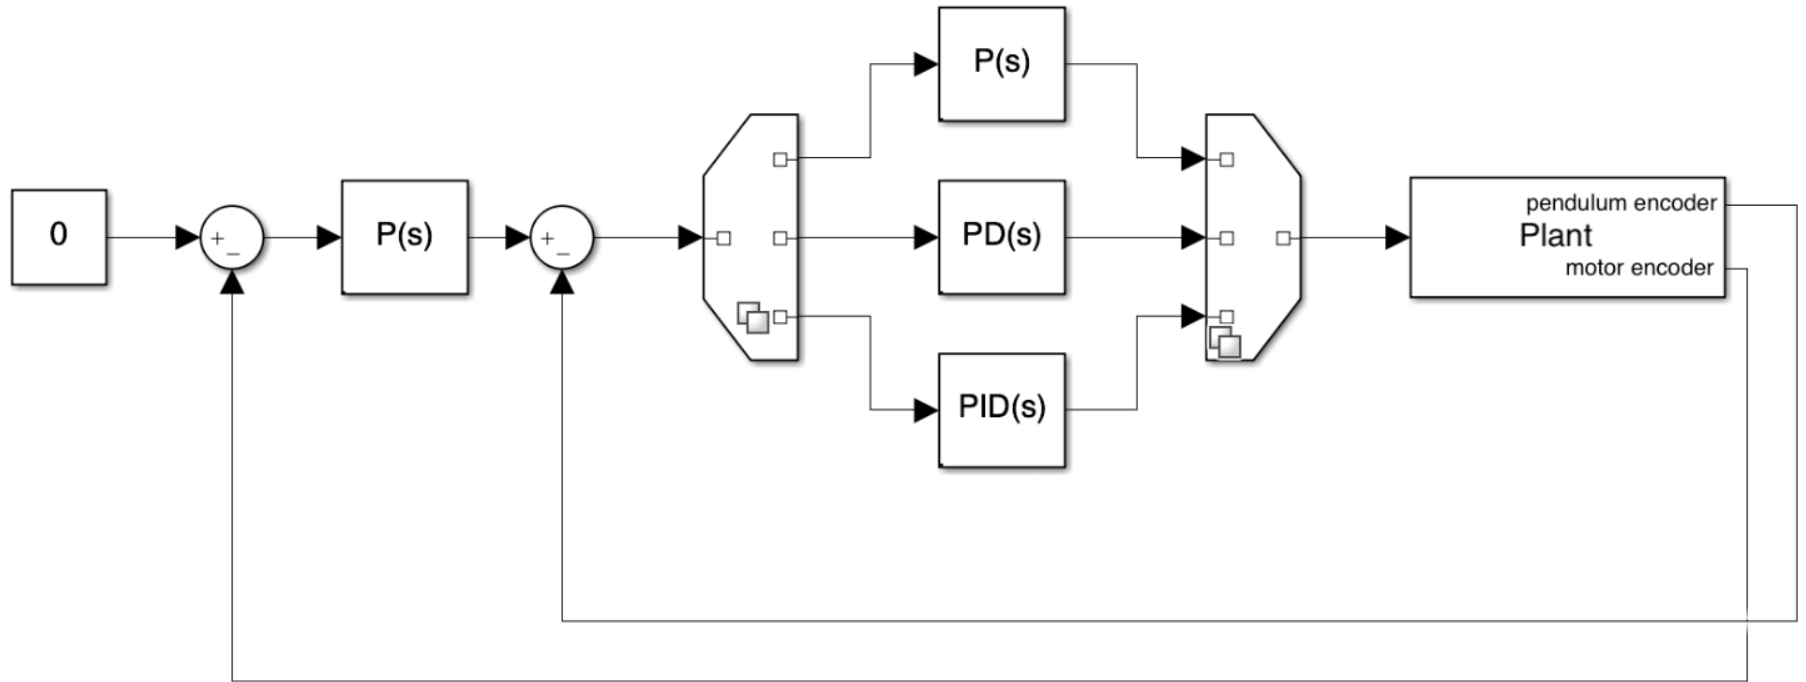 0
+
−
P(s)
+
−
P(s)
PD(s)
PID(s)
pendulum encoder
Plant
motor encoder